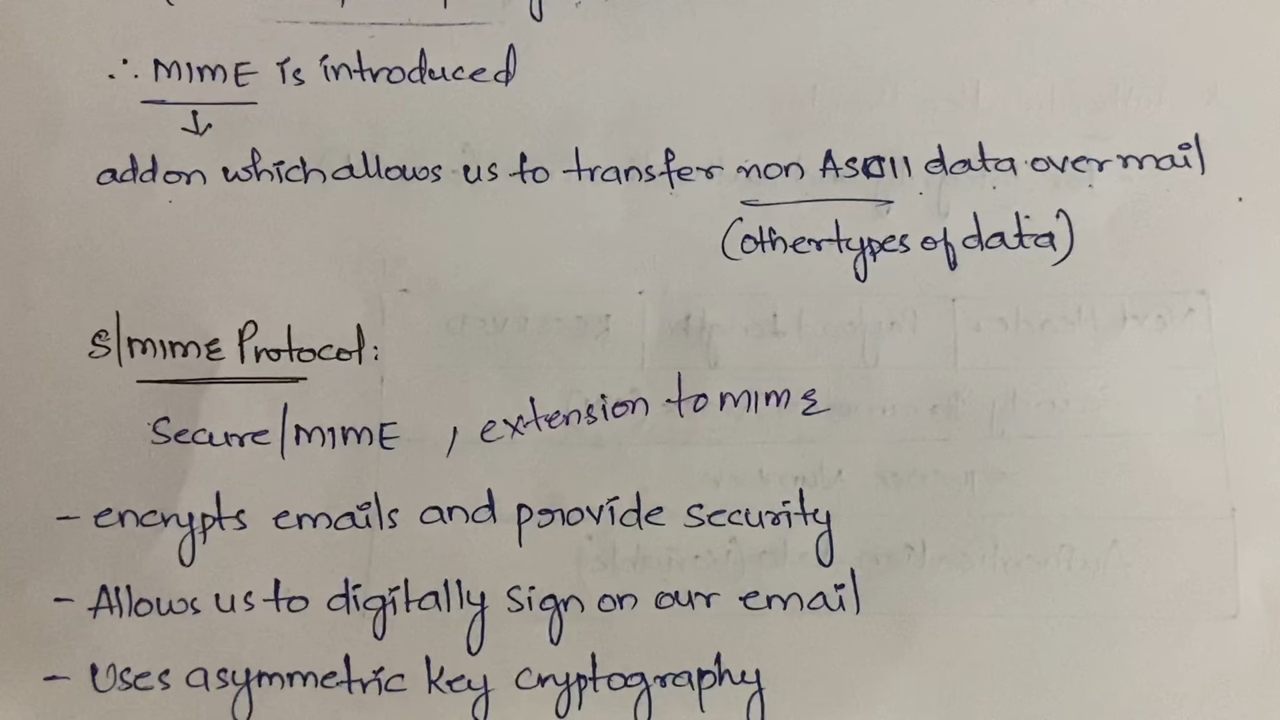 ∴ MIME is introduced
↓
add on which allows us to transfer non ASCII data over mail
(other types of data)
S/MIME Protocol:
Secure/MIME , extension to MIME
- encrypts emails and provide security
- Allows us to digitally sign on our email
- Uses asymmetric key cryptography